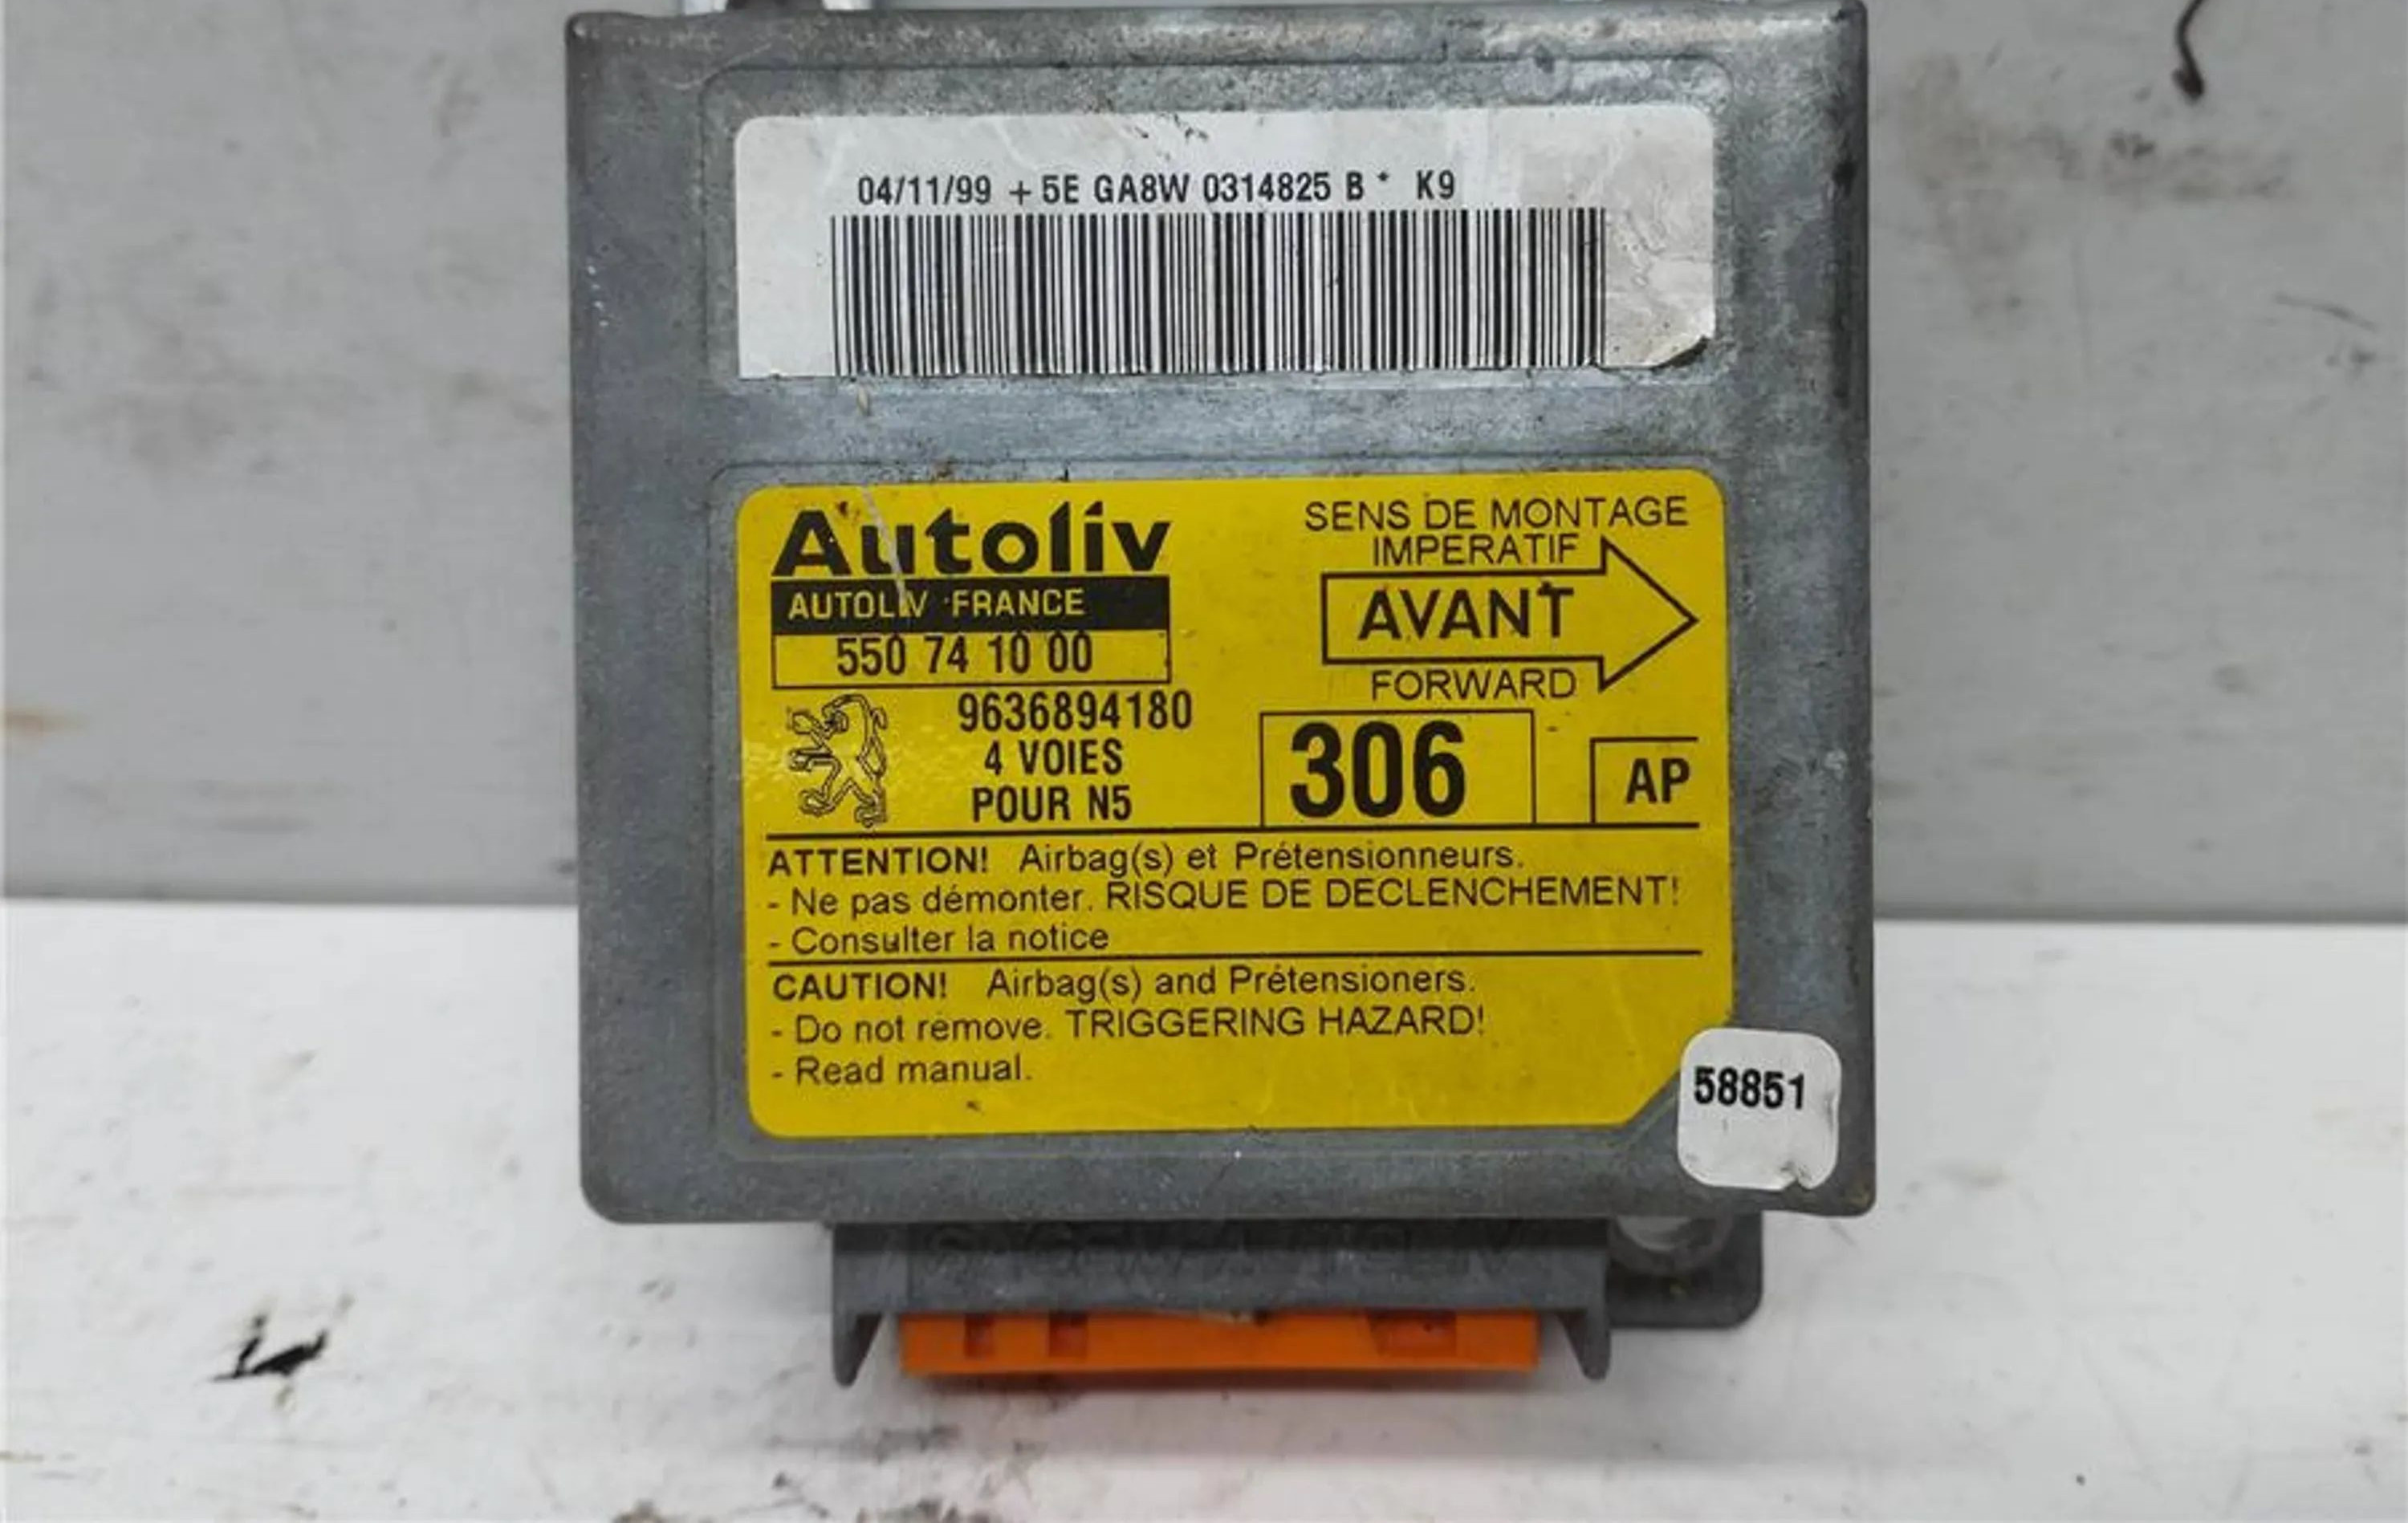 04/11/99 + 5E GA8W 0314825 B * K9
Autoliv
AUTOLIV FRANCE
550 74 10 00
SENS DE MONTAGE
IMPERATIF
AVANT
FORWARD
9636894180
4 VOIES
POUR N5
306
AP
ATTENTION! Airbag(s) et Prétensionneurs.
- Ne pas démonter. RISQUE DE DECLENCHEMENT!
- Consulter la notice
CAUTION! Airbag(s) and Prétensioners.
- Do not remove. TRIGGERING HAZARD!
- Read manual.
58851
SAGEM AUTOLIV